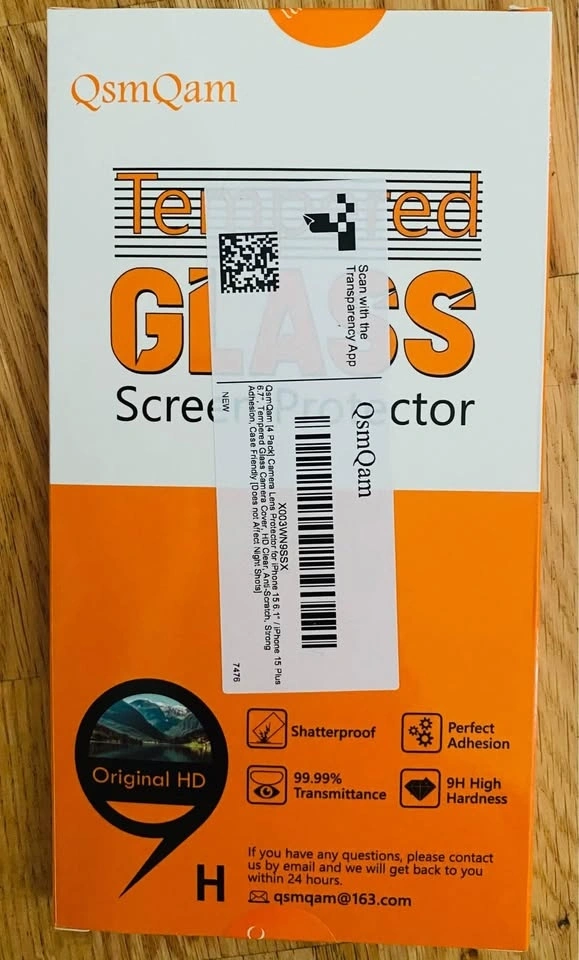 QsmQam
Tempered
GLASS
Screen Protector
Scan with the
Transparency App
QsmQam
X003WN9SSX
QsmQam [4 Pack] Camera Lens Protector for iPhone 15 6.1" / iPhone 15 Plus
6.7", Tempered Glass Camera Cover, HD Clear, Anti-Scratch, Strong
Adhesion, Case Friendly [Does not Affect Night Shots]
NEW
7476
Original HD
9
H
Shatterproof
Perfect
Adhesion
99.99%
Transmittance
9H High
Hardness
If you have any questions, please contact
us by email and we will get back to you
within 24 hours.
qsmqam@163.com